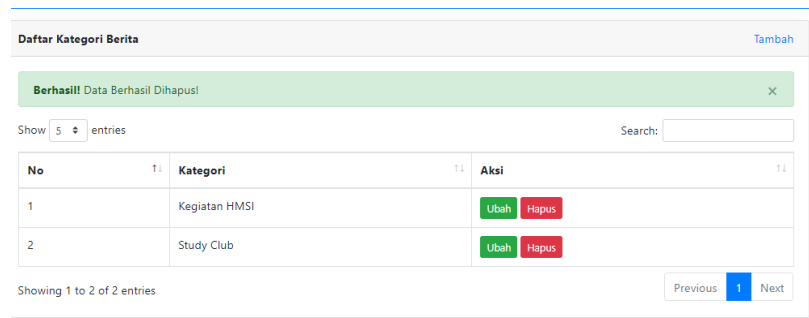 Daftar Kategori Berita Tambah
Berhasil! Data Berhasil Dihapus! ×
Show 5 entries Search:
No Kategori Aksi
1 Kegiatan HMSI Ubah Hapus
2 Study Club Ubah Hapus
Showing 1 to 2 of 2 entries Previous 1 Next